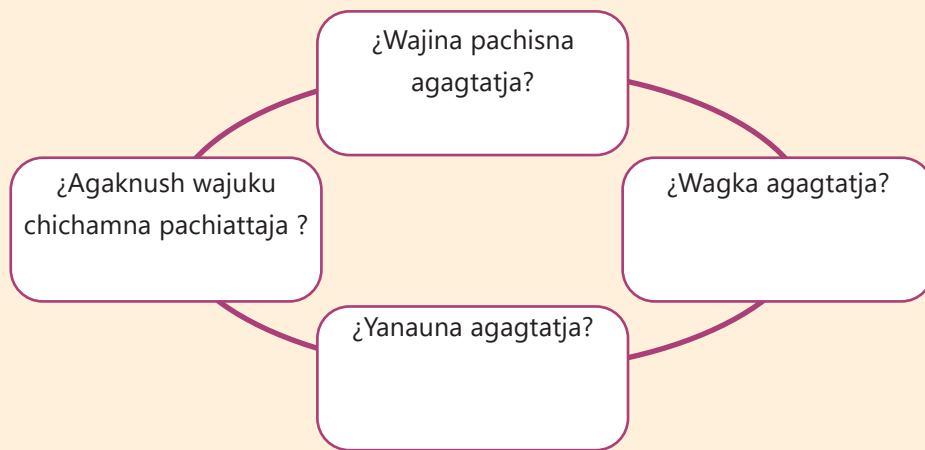 ¿Wajina pachisna
agagtatja?
¿Agaknush wajuku
chichamna pachiattaja ?
¿Wagka agagtatja?
¿Yanauna agagtatja?